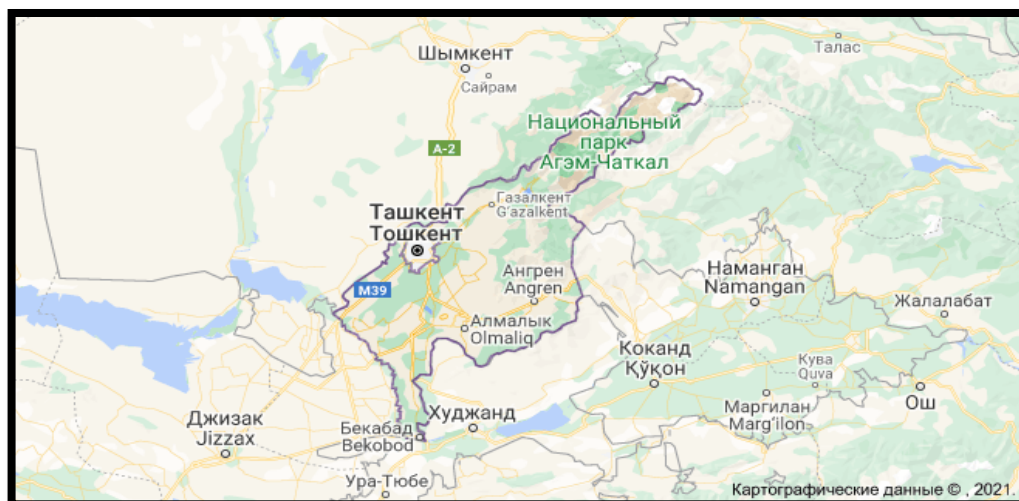 Шымкент
Сайрам
Талас
A-2
Национальный
парк
Агэм-Чаткал
Газалкент
G'azalkent
Ташкент
Тошкент
M39
Ангрен
Angren
Наманган
Namangan
Жалалабат
Алмалык
Olmaliq
Коканд
Қўқон
Кува
Quva
Ош
Маргилан
Marg'ilon
Джизак
Jizzax
Худжанд
Бекабад
Bekobod
Ура-Тюбе
Картографические данные © , 2021